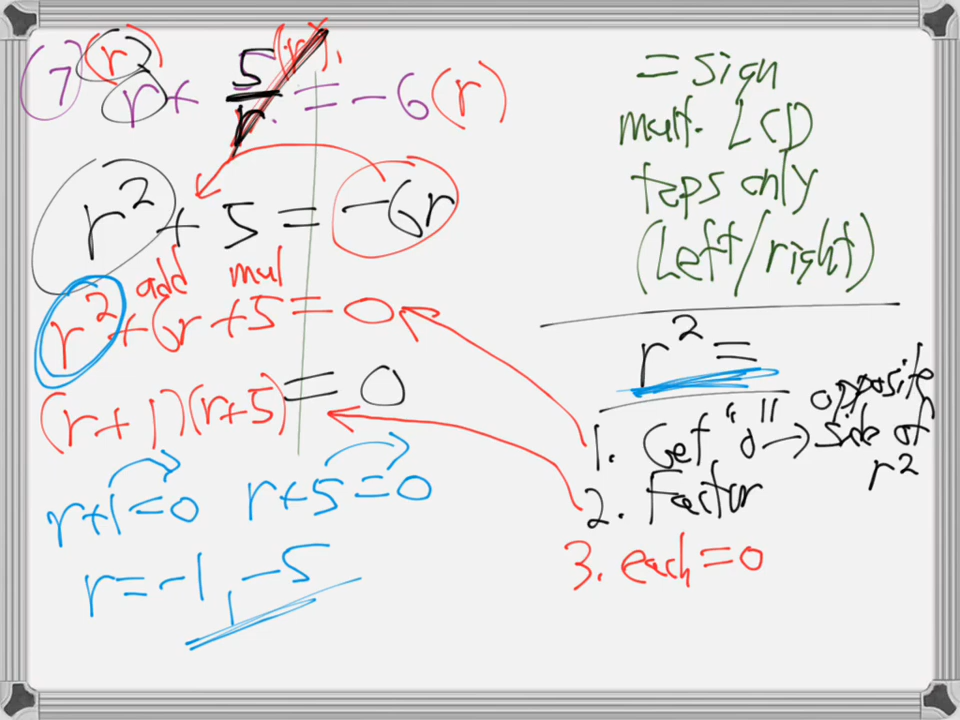 (7) (r) r + 5/r (r) = -6(r)
r² + 5 = -6r
add mul
r² + 6r + 5 = 0
(r+1)(r+5) = 0
r+1=0 r+5=0
r=-1, -5
= sign
mult. LCD
tops only
(Left/right)
r² =
1. Get "0" → opposite side of r²
2. Factor
3. each=0